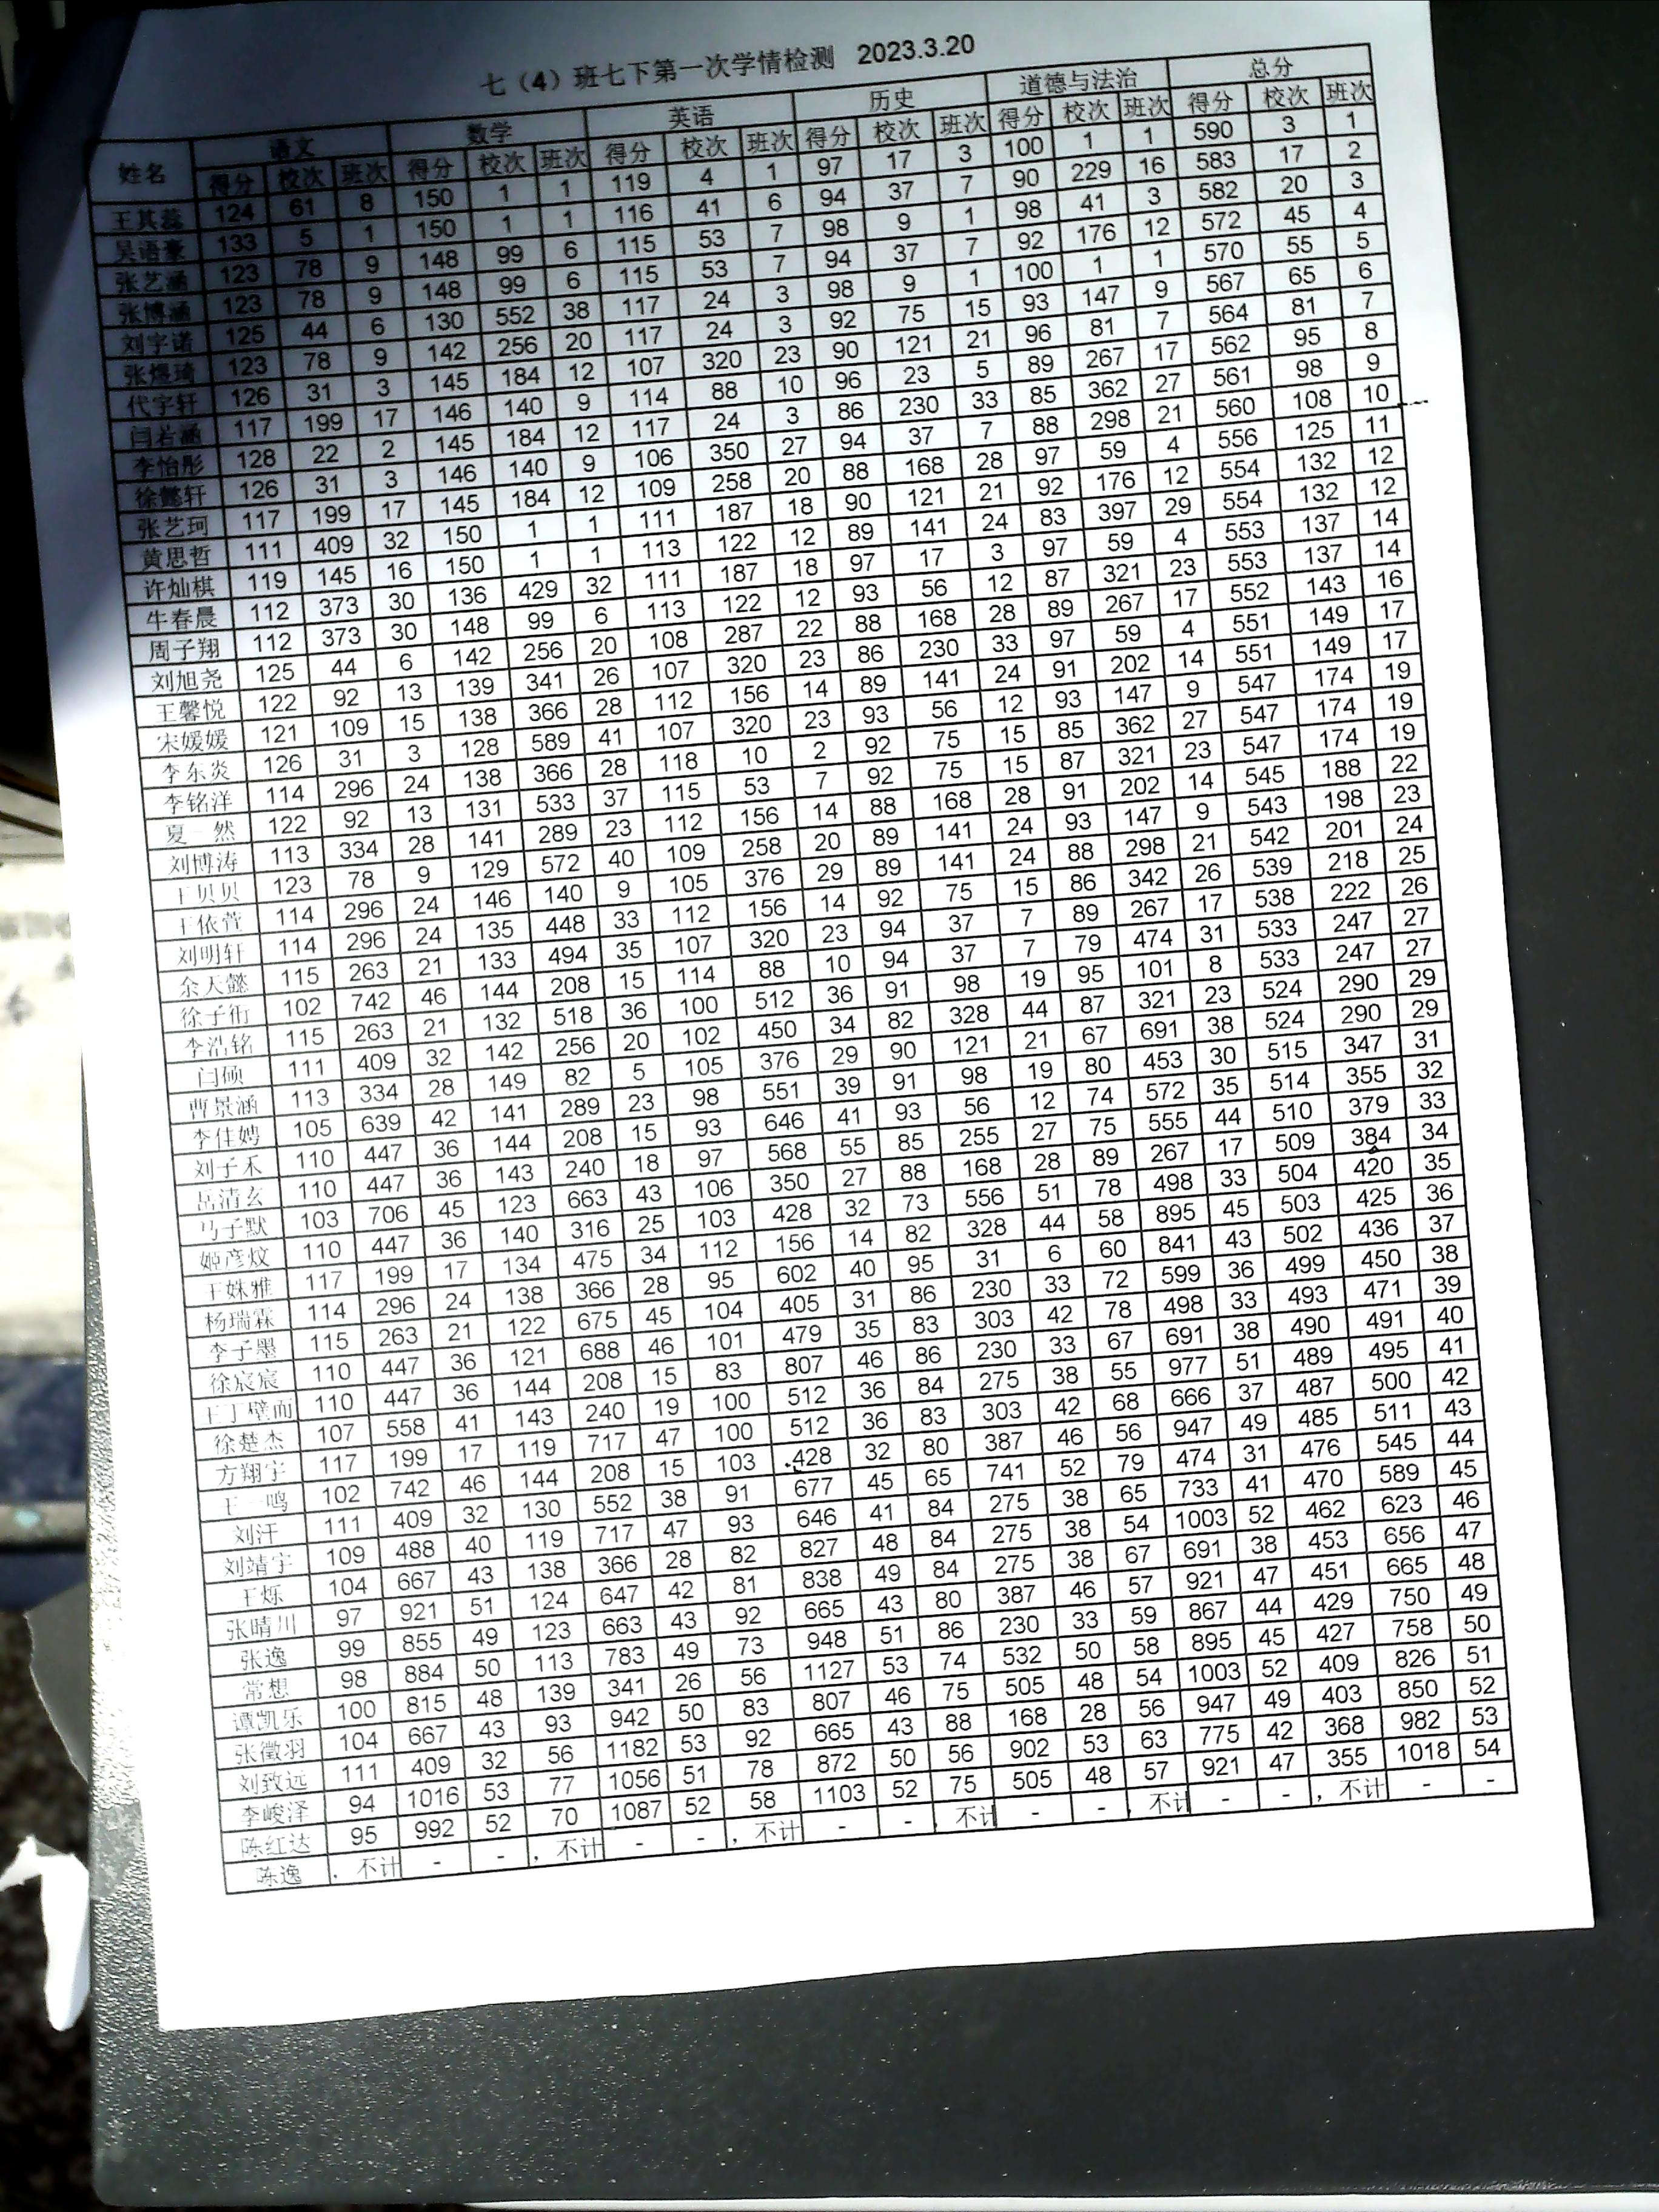 七（4）班七下第一次学情检测 2023.3.20
姓名 语文 数学 英语 历史 道德与法治 总分
得分 校次 班次 得分 校次 班次 得分 校次 班次 得分 校次 班次 得分 校次 班次 得分 校次 班次
王其蕊 124 61 8 150 1 1 119 4 1 97 17 3 100 1 1 590 3 1
吴语豪 133 5 1 150 1 1 116 41 6 94 37 7 90 229 16 583 17 2
张艺涵 123 78 9 148 99 6 115 53 7 98 9 1 98 41 3 582 20 3
张博涵 123 78 9 148 99 6 115 53 7 94 37 7 92 176 12 572 45 4
刘宇诺 125 44 6 130 552 38 117 24 3 98 9 1 100 1 1 570 55 5
张煜琦 123 78 9 142 256 20 117 24 3 92 75 15 93 147 9 567 65 6
代宇轩 126 31 3 145 184 12 107 320 23 90 121 21 96 81 7 564 81 7
闫若涵 117 199 17 146 140 9 114 88 10 96 23 5 89 267 17 562 95 8
李怡彤 128 22 2 145 184 12 117 24 3 86 230 33 85 362 27 561 98 9
徐懿轩 126 31 3 146 140 9 106 350 27 94 37 7 88 298 21 560 108 10
张艺珂 117 199 17 145 184 12 109 258 20 88 168 28 97 59 4 556 125 11
黄思哲 111 409 32 150 1 1 111 187 18 90 121 21 92 176 12 554 132 12
许灿棋 119 145 16 150 1 1 113 122 12 89 141 24 83 397 29 554 132 12
牛春晨 112 373 30 136 429 32 111 187 18 97 17 3 97 59 4 553 137 14
周子翔 112 373 30 148 99 6 113 122 12 93 56 12 87 321 23 553 137 14
刘旭尧 125 44 6 142 256 20 108 287 22 88 168 28 89 267 17 552 143 16
王馨悦 122 92 13 139 341 26 107 320 23 86 230 33 97 59 4 551 149 17
宋媛媛 121 109 15 138 366 28 112 156 14 89 141 24 91 202 14 551 149 17
李东炎 126 31 3 128 589 41 107 320 23 93 56 12 93 147 9 547 174 19
李铭洋 114 296 24 138 366 28 118 10 2 92 75 15 85 362 27 547 174 19
夏一然 122 92 13 131 533 37 115 53 7 92 75 15 87 321 23 547 174 19
刘博涛 113 334 28 141 289 23 112 156 14 88 168 28 91 202 14 545 188 22
王贝贝 123 78 9 129 572 40 109 258 20 89 141 24 93 147 9 543 198 23
王依萱 114 296 24 146 140 9 105 376 29 89 141 24 88 298 21 542 201 24
刘明轩 114 296 24 135 448 33 112 156 14 92 75 15 86 342 26 539 218 25
余天懿 115 263 21 133 494 35 107 320 23 94 37 7 89 267 17 538 222 26
徐子衎 102 742 46 144 208 15 114 88 10 94 37 7 79 474 31 533 247 27
李浩铭 115 263 21 132 518 36 100 512 36 91 98 19 95 101 8 533 247 27
闫硕 111 409 32 142 256 20 102 450 34 82 328 44 87 321 23 524 290 29
曹景涵 113 334 28 149 82 5 105 376 29 90 121 21 67 691 38 524 290 29
李佳娉 105 639 42 141 289 23 98 551 39 91 98 19 80 453 30 515 347 31
刘子禾 110 447 36 144 208 15 93 646 41 93 56 12 74 572 35 514 355 32
岳清玄 110 447 36 143 240 18 97 568 55 85 255 27 75 555 44 510 379 33
马子默 103 706 45 123 663 43 106 350 27 88 168 28 89 267 17 509 384 34
姬彦炆 110 447 36 140 316 25 103 428 32 73 556 51 78 498 33 504 420 35
王姝雅 117 199 17 134 475 34 112 156 14 82 328 44 58 895 45 503 425 36
杨瑞霖 114 296 24 138 366 28 95 602 40 95 31 6 60 841 43 502 436 37
李子墨 115 263 21 122 675 45 104 405 31 86 230 33 72 599 36 499 450 38
徐宸宸 110 447 36 121 688 46 101 479 35 83 303 42 78 498 33 493 471 39
王丁壁而 110 447 36 144 208 15 83 807 46 86 230 33 67 691 38 490 491 40
徐楚杰 107 558 41 143 240 19 100 512 36 84 275 38 55 977 51 489 495 41
方翔宇 117 199 17 119 717 47 100 512 36 83 303 42 68 666 37 487 500 42
王一鸣 102 742 46 144 208 15 103 428 32 80 387 46 56 947 49 485 511 43
刘汗 111 409 32 130 552 38 91 677 45 65 741 52 79 474 31 476 545 44
刘靖宇 109 488 40 119 717 47 93 646 41 84 275 38 65 733 41 470 589 45
王烁 104 667 43 138 366 28 82 827 48 84 275 38 54 1003 52 462 623 46
张晴川 97 921 51 124 647 42 81 838 49 84 275 38 67 691 38 453 656 47
张逸 99 855 49 123 663 43 92 665 43 80 387 46 57 921 47 451 665 48
常想 98 884 50 113 783 49 73 948 51 86 230 33 59 867 44 429 750 49
谭凯乐 100 815 48 139 341 26 56 1127 53 74 532 50 58 895 45 427 758 50
张徵羽 104 667 43 93 942 50 83 807 46 75 505 48 54 1003 52 409 826 51
刘致远 111 409 32 56 1182 53 92 665 43 88 168 28 56 947 49 403 850 52
李峻泽 94 1016 53 77 1056 51 78 872 50 56 902 53 63 775 42 368 982 53
陈红达 95 992 52 70 1087 52 58 1103 52 75 505 48 57 921 47 355 1018 54
陈逸 ，不计 - - ，不计 - - ，不计 - - ，不计 - - ，不计 - - ，不计 - -